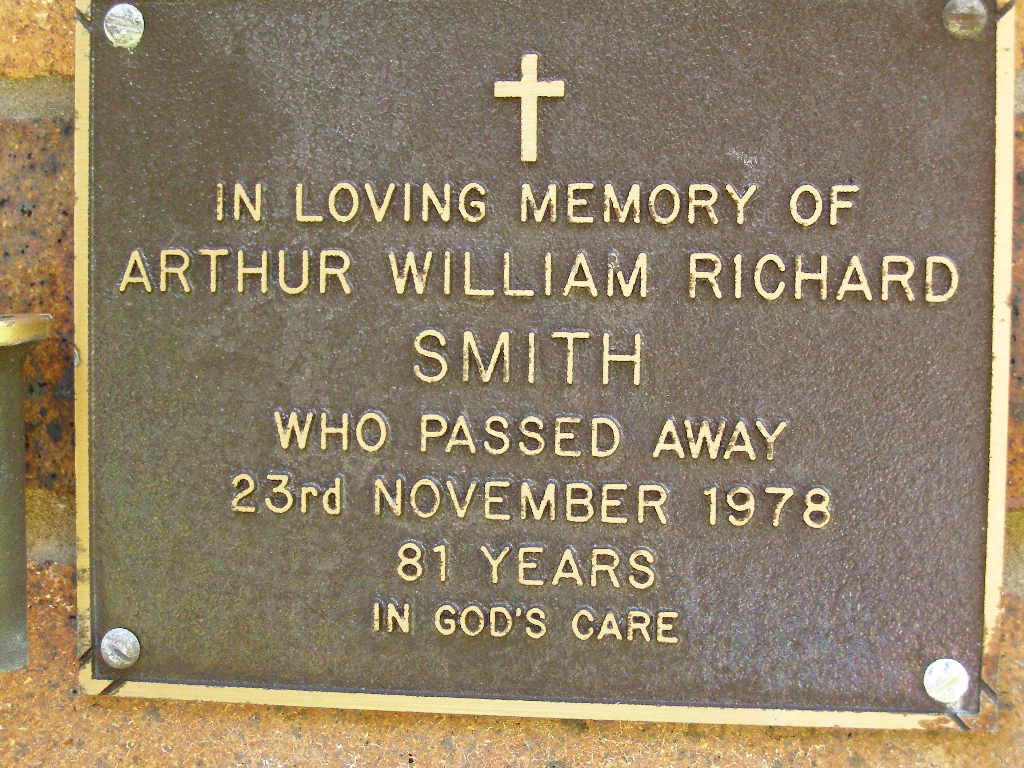 IN LOVING MEMORY OF
ARTHUR WILLIAM RICHARD
SMITH
WHO PASSED AWAY
23rd NOVEMBER 1978
81 YEARS
IN GOD'S CARE